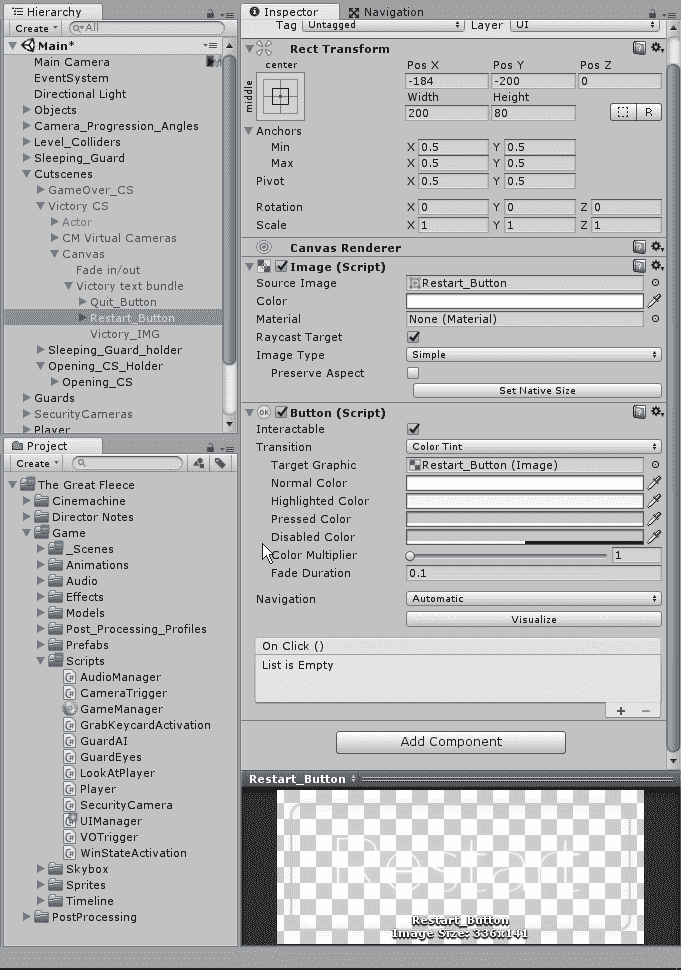 Hierarchy
Create
All
Main*
Main Camera
EventSystem
Directional Light
Objects
Camera_Progression_Angles
Level_Colliders
Sleeping_Guard
Cutscenes
GameOver_CS
Victory CS
Actor
CM Virtual Cameras
Canvas
Fade in/out
Victory text bundle
Quit_Button
Restart_Button
Victory_IMG
Sleeping_Guard_holder
Opening_CS_Holder
Opening_CS
Guards
SecurityCameras
Player
Project
Create
The Great Fleece
Cinemachine
Director Notes
Game
_Scenes
Animations
Audio
Effects
Models
Post_Processing_Profiles
Prefabs
Scripts
AudioManager
CameraTrigger
GameManager
GrabKeycardActivation
GuardAI
GuardEyes
LookAtPlayer
Player
SecurityCamera
UIManager
VOTrigger
WinStateActivation
Skybox
Sprites
Timeline
PostProcessing
Inspector Navigation
Tag Untagged Layer UI
Rect Transform
center
middle
Pos X Pos Y Pos Z
-184 -200 0
Width Height
200 80 R
Anchors
Min X 0.5 Y 0.5
Max X 0.5 Y 0.5
Pivot X 0.5 Y 0.5
Rotation X 0 Y 0 Z 0
Scale X 1 Y 1 Z 1
Canvas Renderer
Image (Script)
Source Image Restart_Button
Color
Material None (Material)
Raycast Target
Image Type Simple
Preserve Aspect
Set Native Size
OK Button (Script)
Interactable
Transition Color Tint
Target Graphic Restart_Button (Image)
Normal Color
Highlighted Color
Pressed Color
Disabled Color
Color Multiplier 1
Fade Duration 0.1
Navigation Automatic
Visualize
On Click ()
List is Empty
+ −
Add Component
Restart_Button
Restart
Restart_Button
Image Size: 336x141